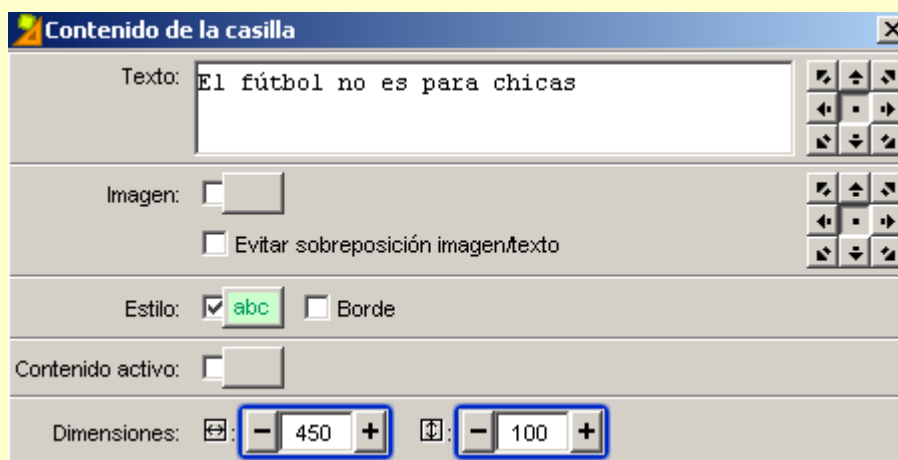 Contenido de la casilla
Texto: El fútbol no es para chicas
Imagen:
Evitar sobreposición imagen/texto
Estilo: abc Borde
Contenido activo:
Dimensiones: : 450 : 100